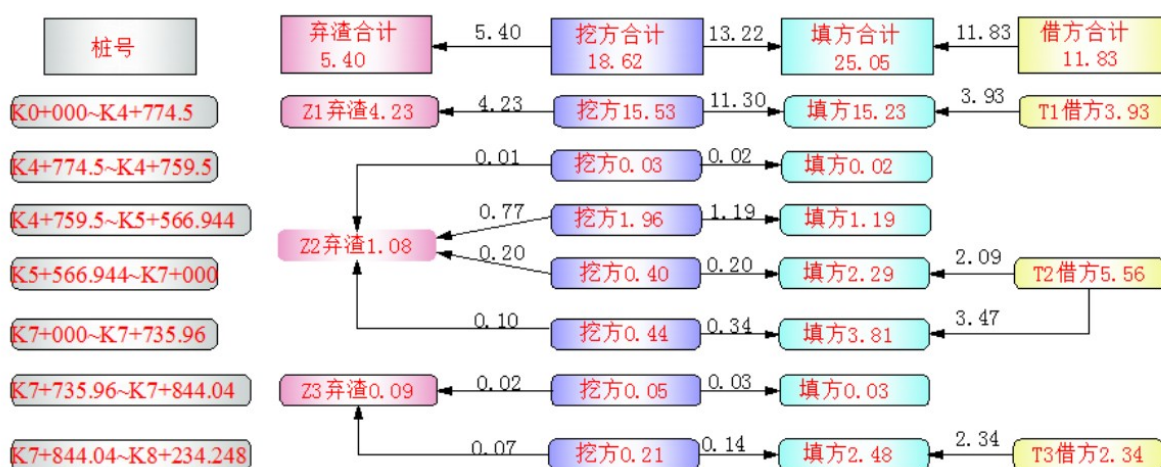 桩号
弃渣合计
5.40
5.40
挖方合计
18.62
13.22
填方合计
25.05
11.83
借方合计
11.83
K0+000~K4+774.5
Z1弃渣4.23
4.23
挖方15.53
11.30
填方15.23
3.93
T1借方3.93
K4+774.5~K4+759.5
0.01
挖方0.03
0.02
填方0.02
K4+759.5~K5+566.944
Z2弃渣1.08
0.77
挖方1.96
1.19
填方1.19
K5+566.944~K7+000
0.20
挖方0.40
0.20
填方2.29
2.09
T2借方5.56
K7+000~K7+735.96
0.10
挖方0.44
0.34
填方3.81
3.47
K7+735.96~K7+844.04
Z3弃渣0.09
0.02
挖方0.05
0.03
填方0.03
K7+844.04~K8+234.248
0.07
挖方0.21
0.14
填方2.48
2.34
T3借方2.34